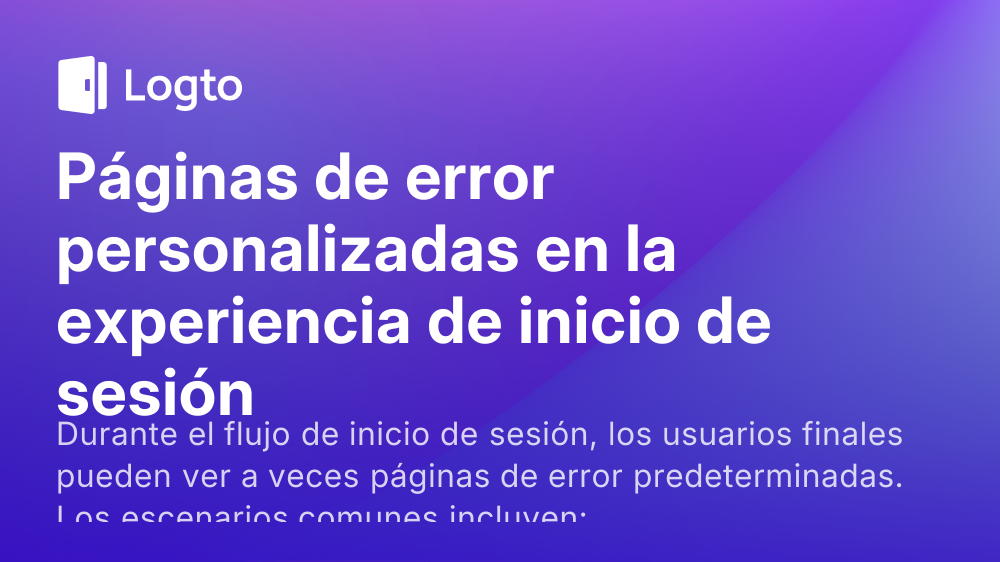 Logto
Páginas de error
personalizadas en la
experiencia de inicio de
sesión
Durante el flujo de inicio de sesión, los usuarios finales
pueden ver a veces páginas de error predeterminadas.
Los escenarios comunes incluyen: